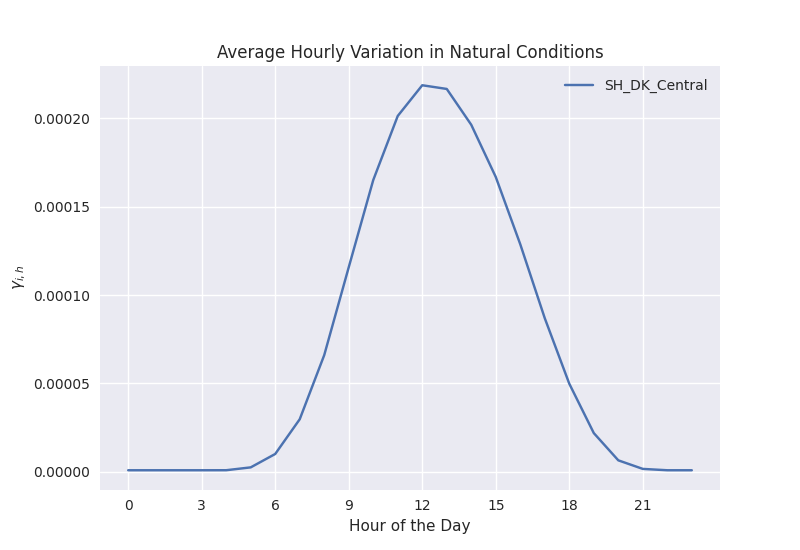 Average Hourly Variation in Natural Conditions
SH_DK_Central
0.00020
0.00015
0.00010
0.00005
0.00000
γi,h
0 3 6 9 12 15 18 21
Hour of the Day